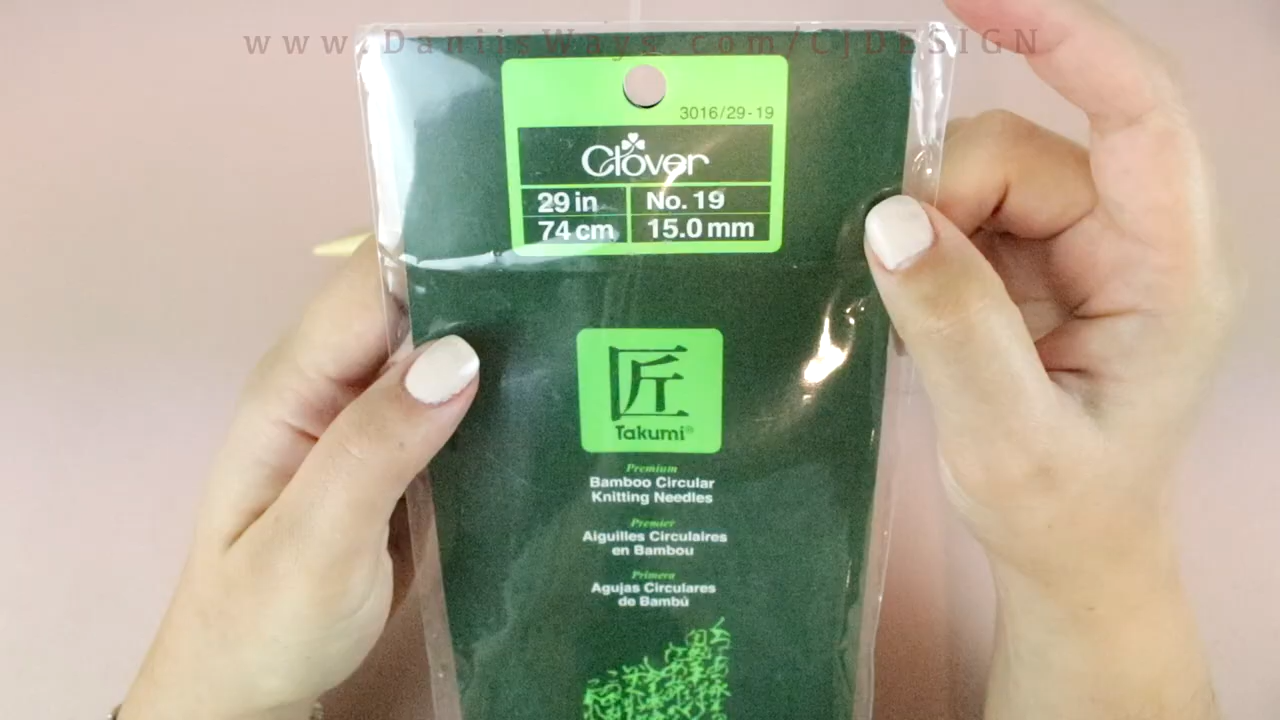 www.DaniisWays.com/CJDESIGN
3016/29-19
Clover
29 in
No. 19
74 cm
15.0 mm
匠
Takumi®
Premium
Bamboo Circular
Knitting Needles
Premier
Aiguilles Circulaires
en Bambou
Primera
Agujas Circulares
de Bambú